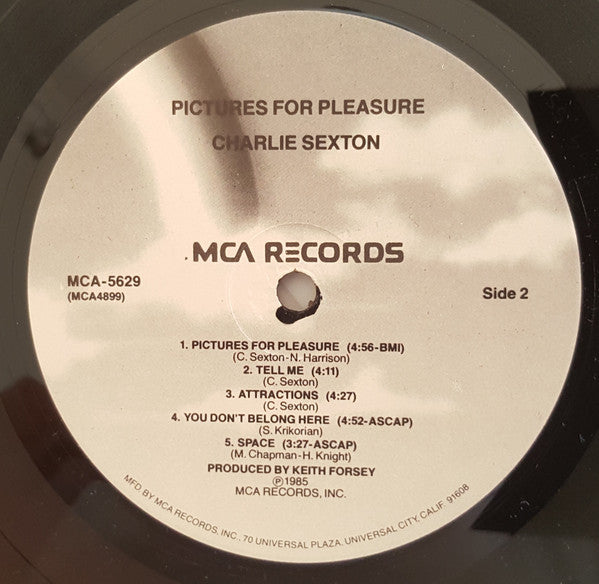 PICTURES FOR PLEASURE
CHARLIE SEXTON
MCA RECORDS
MCA-5629
(MCA4899)
Side 2
1. PICTURES FOR PLEASURE (4:56-BMI)
(C. Sexton-N. Harrison)
2. TELL ME (4:11)
(C. Sexton)
3. ATTRACTIONS (4:27)
(C. Sexton)
4. YOU DON'T BELONG HERE (4:52-ASCAP)
(S. Krikorian)
5. SPACE (3:27-ASCAP)
(M. Chapman-H. Knight)
PRODUCED BY KEITH FORSEY
Ⓟ1985
MCA RECORDS, INC.
MFD. BY MCA RECORDS, INC., 70 UNIVERSAL PLAZA, UNIVERSAL CITY, CALIF. 91608